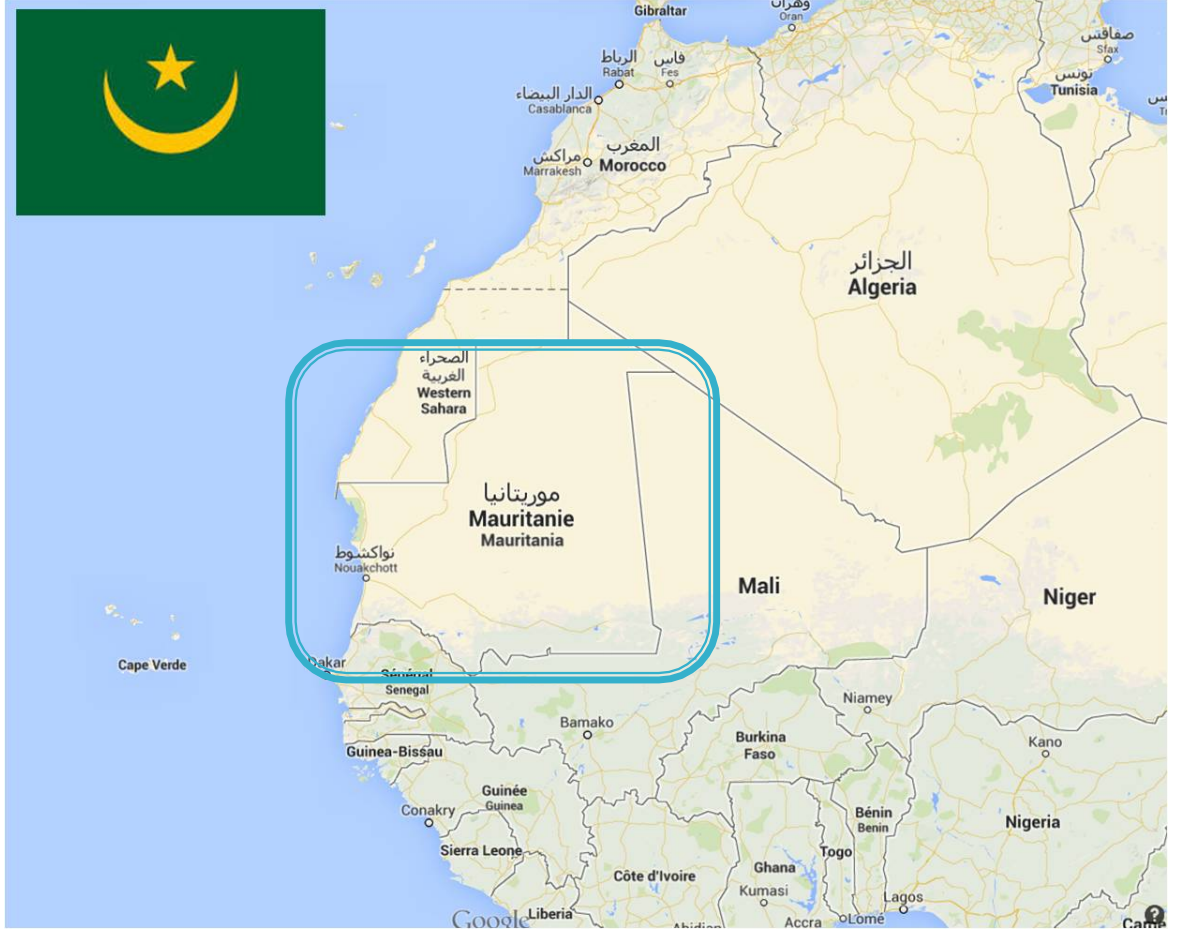 Gibraltar
وهران
Oran
صفاقس
Sfax
الرباط
Rabat
فاس
Fes
تونس
Tunisia
الدار البيضاء
Casablanca
المغرب
Morocco
مراكش
Marrakesh
الجزائر
Algeria
الصحراء
الغربية
Western
Sahara
موريتانيا
Mauritanie
Mauritania
نواكشوط
Nouakchott
Mali
Niger
Cape Verde
Dakar
Sénégal
Senegal
Niamey
Bamako
Burkina
Faso
Kano
Guinea-Bissau
Guinée
Guinea
Conakry
Bénin
Benin
Nigeria
Sierra Leone
Togo
Côte d'Ivoire
Ghana
Kumasi
Lagos
Google
Liberia
Accra
Lomé
?